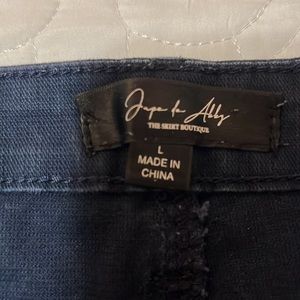 Jupe de Abby
THE SKIRT BOUTIQUE
L
MADE IN
CHINA